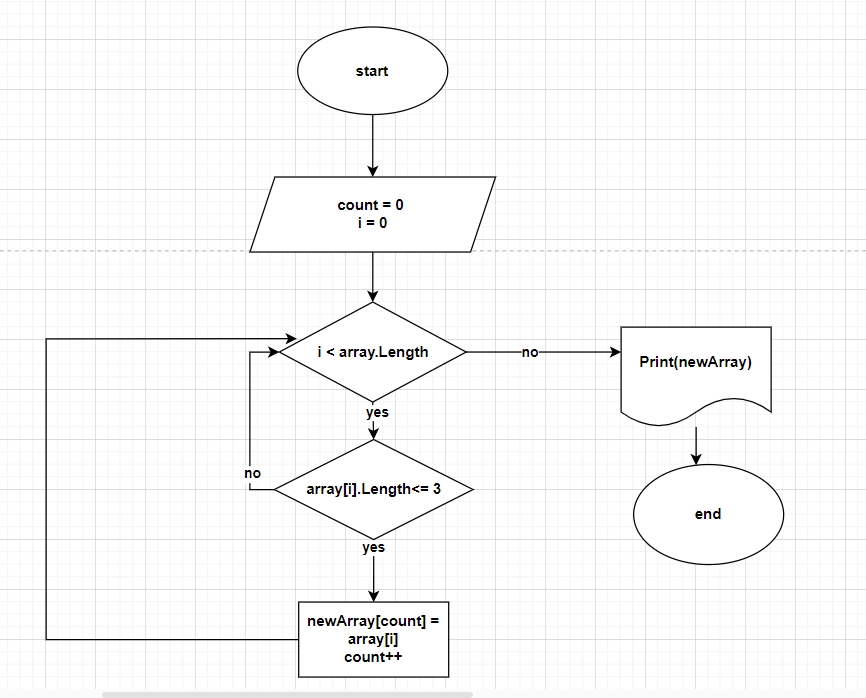 start
count = 0
i = 0
i < array.Length
no
Print(newArray)
yes
no
array[i].Length<= 3
end
yes
newArray[count] =
array[i]
count++